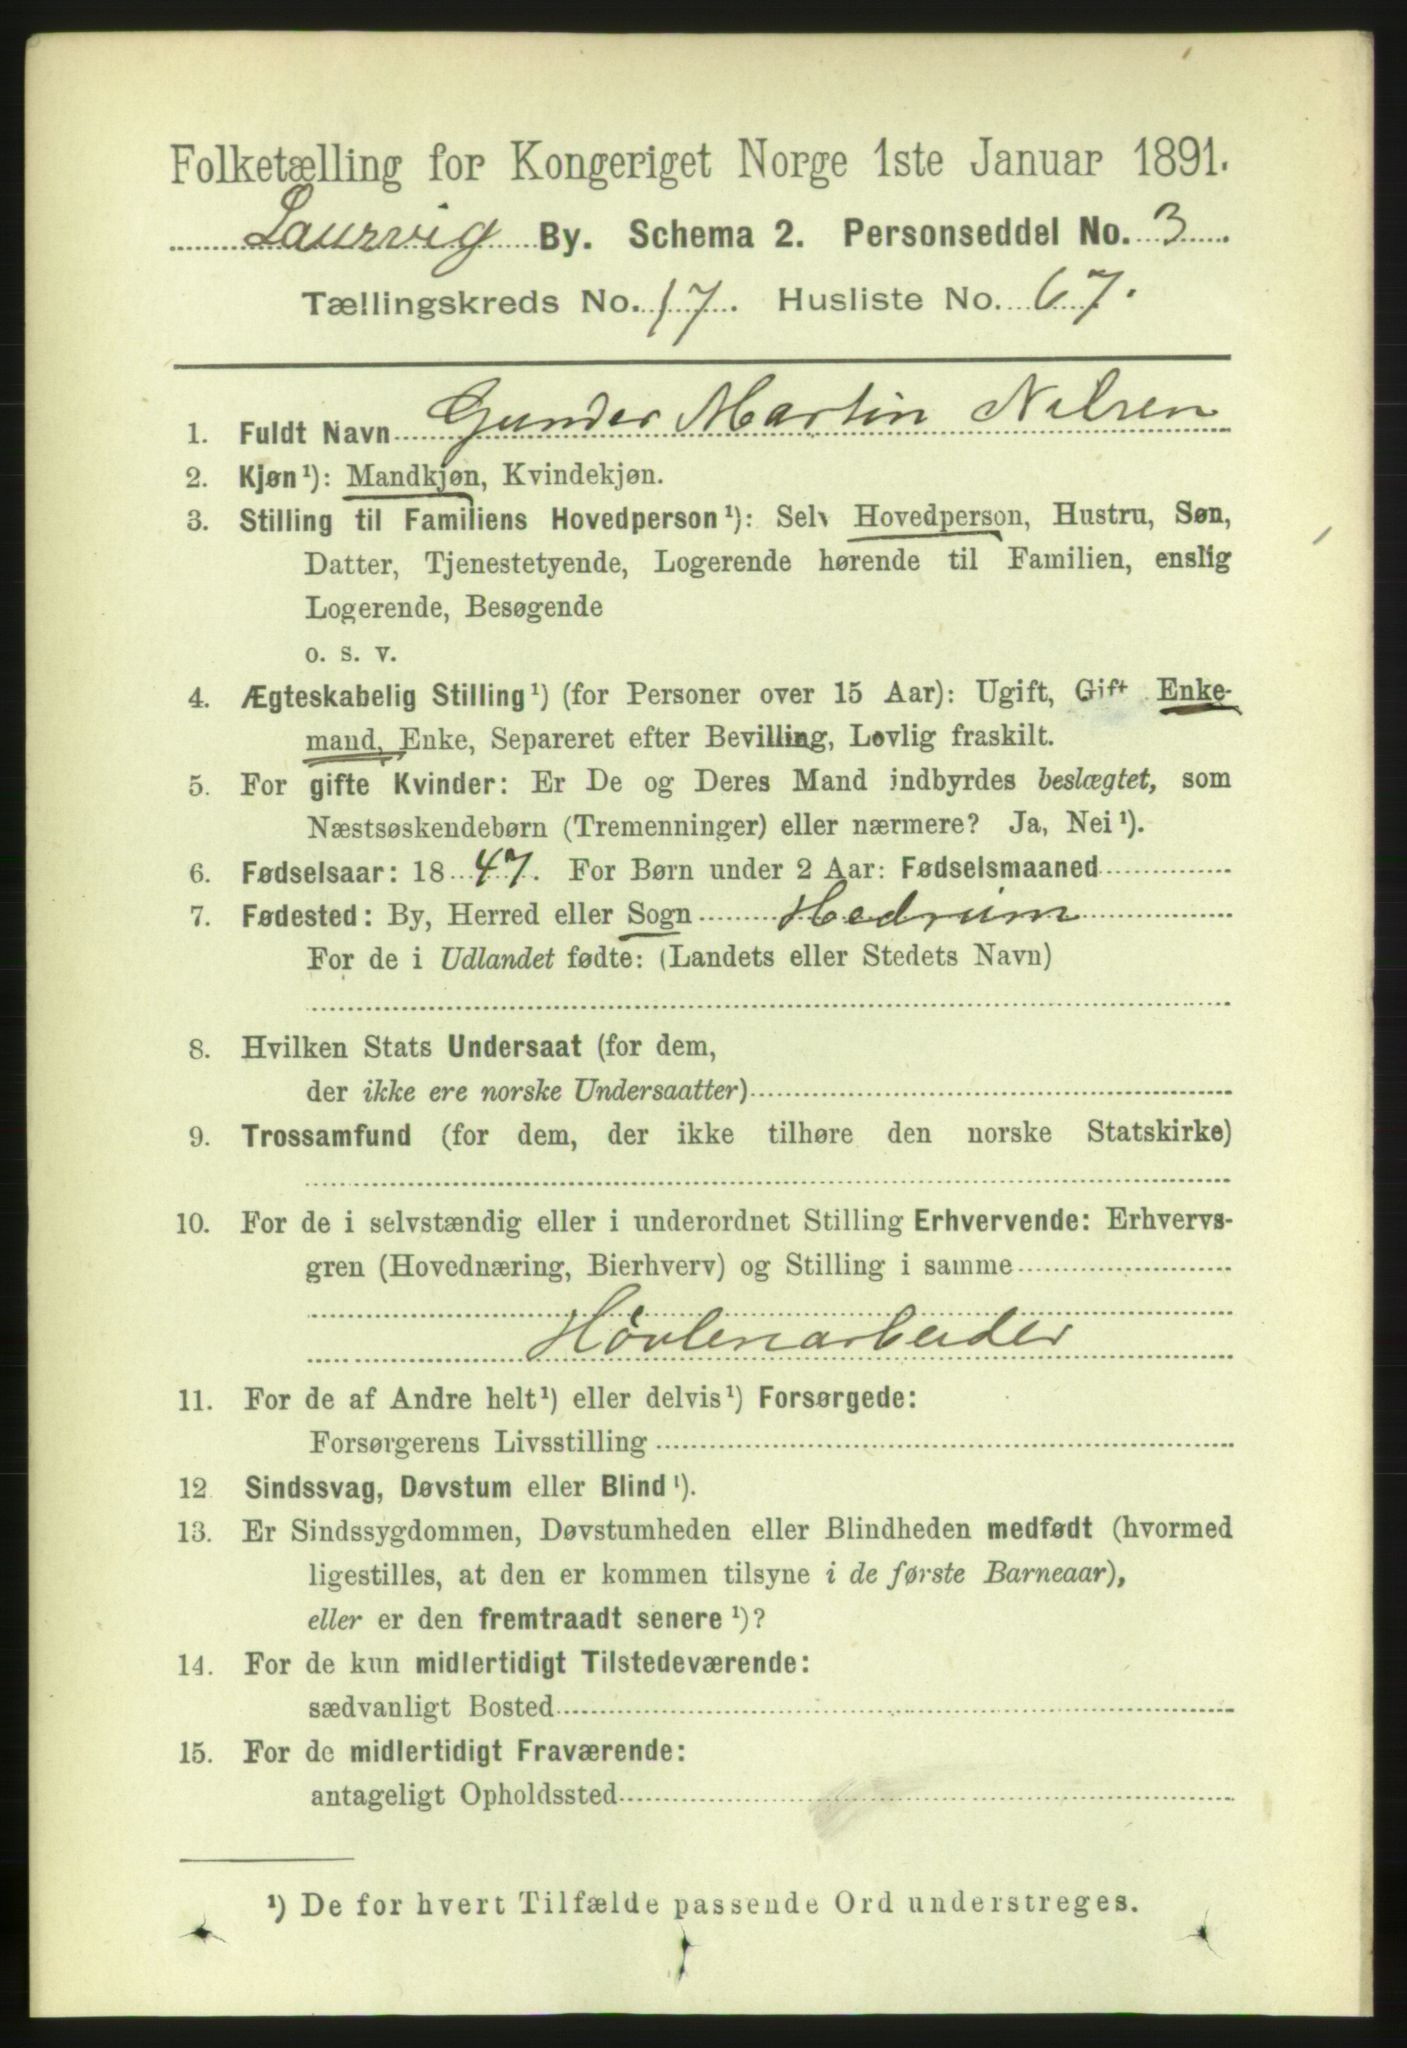 Folketælling for Kongeriget Norge 1ste Januar 1891.
Laurvig By. Schema 2. Personseddel No. 3
Tællingskreds No. 17. Husliste No. 67.
1. Fuldt Navn Gunder Martin Nilsen
2. Kjøn¹): Mandkjøn, Kvindekjøn.
3. Stilling til Familiens Hovedperson¹): Selv Hovedperson, Hustru, Søn,
Datter, Tjenestetyende, Logerende hørende til Familien, enslig
Logerende, Besøgende
o. s. v.
4. Ægteskabelig Stilling¹) (for Personer over 15 Aar): Ugift, Gift Enke-
mand, Enke, Separeret efter Bevilling, Lovlig fraskilt.
5. For gifte Kvinder: Er De og Deres Mand indbyrdes beslægtet, som
Næstsøskendebørn (Tremenninger) eller nærmere? Ja, Nei¹).
6. Fødselsaar: 1847. For Børn under 2 Aar: Fødselsmaaned
7. Fødested: By, Herred eller Sogn Hedrum
For de i Udlandet fødte: (Landets eller Stedets Navn)
8. Hvilken Stats Undersaat (for dem,
der ikke ere norske Undersaatter)
9. Trossamfund (for dem, der ikke tilhøre den norske Statskirke)
10. For de i selvstændig eller i underordnet Stilling Erhvervende: Erhvervs-
gren (Hovednæring, Bierhverv) og Stilling i samme
Høvleriarbeider
11. For de af Andre helt¹) eller delvis¹) Forsørgede:
Forsørgerens Livsstilling
12 Sindssvag, Døvstum eller Blind¹).
13. Er Sindssygdommen, Døvstumheden eller Blindheden medfødt (hvormed
ligestilles, at den er kommen tilsyne i de første Barneaar),
eller er den fremtraadt senere¹)?
14. For de kun midlertidigt Tilstedeværende:
sædvanligt Bosted
15. For de midlertidigt Fraværende:
antageligt Opholdssted
¹) De for hvert Tilfælde passende Ord understreges.